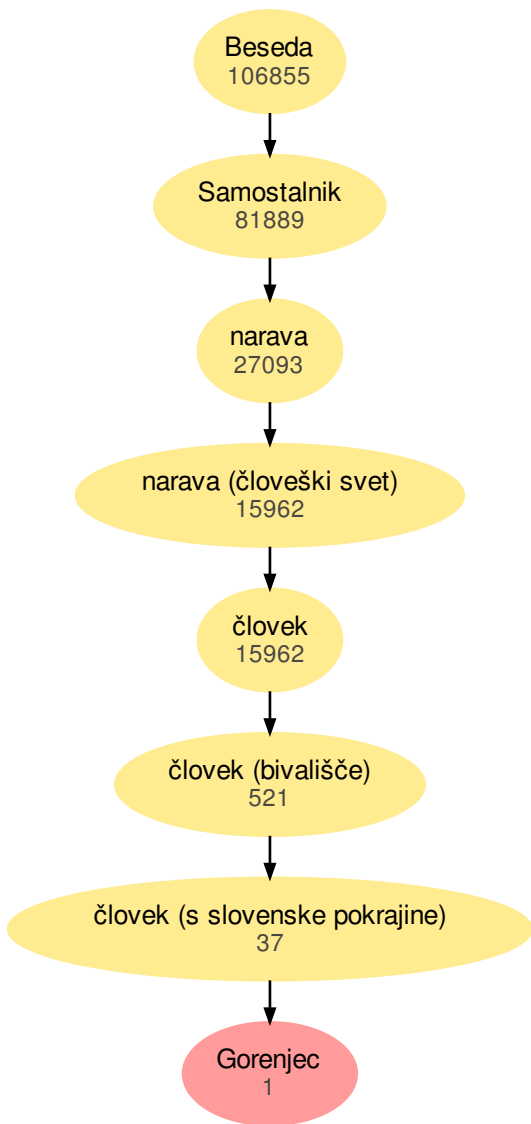 Beseda
106855
Samostalnik
81889
narava
27093
narava (človeški svet)
15962
človek
15962
človek (bivališče)
521
človek (s slovenske pokrajine)
37
Gorenjec
1